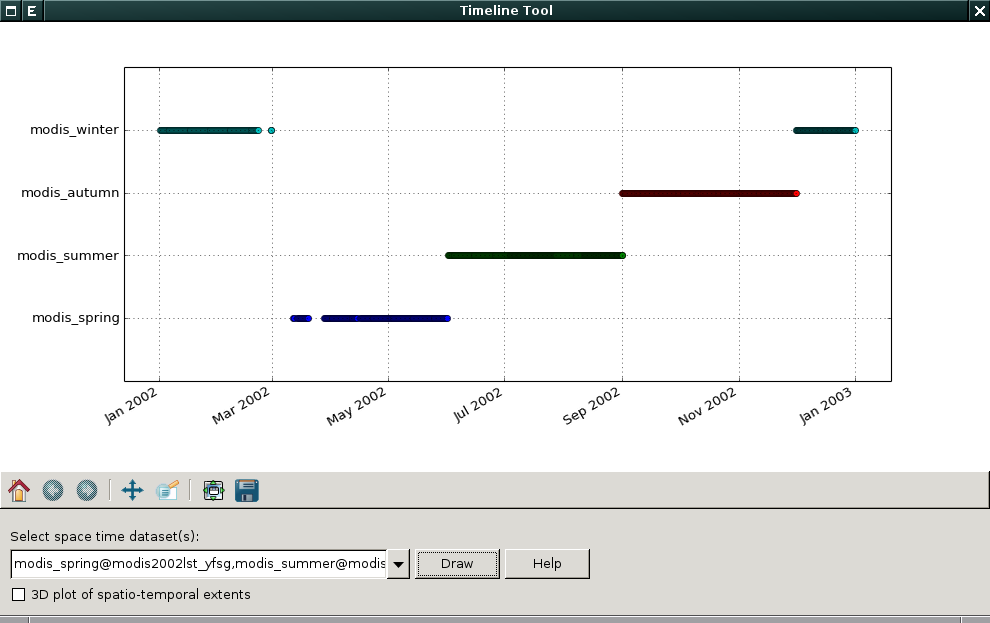 Timeline Tool
modis_winter
modis_autumn
modis_summer
modis_spring
Jan 2002
Mar 2002
May 2002
Jul 2002
Sep 2002
Nov 2002
Jan 2003
Select space time dataset(s):
modis_spring@modis2002lst_yfsg,modis_summer@modis
Draw
Help
3D plot of spatio-temporal extents